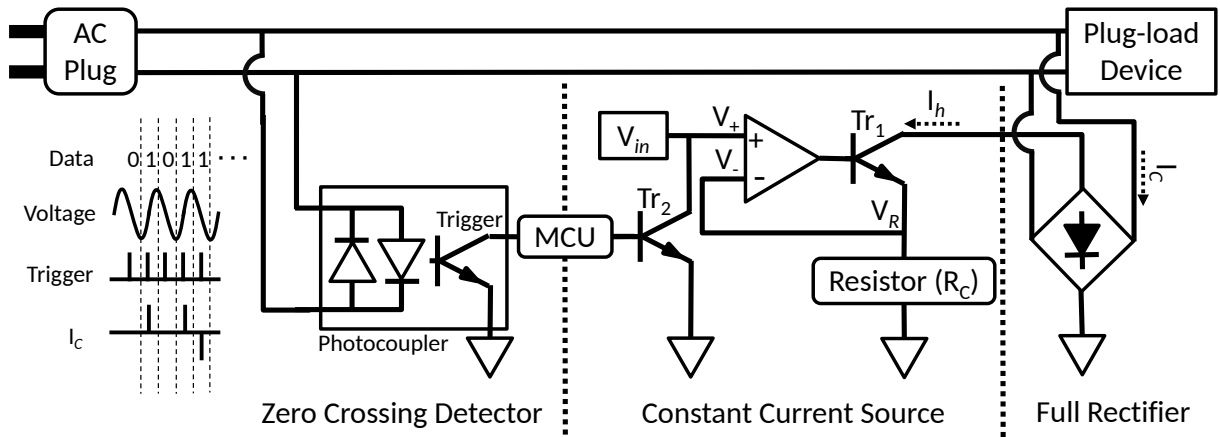 AC
Plug
Plug-load
Device
Data
0 1 0 1 1 ···
Voltage
Trigger
I_C
Trigger
Photocoupler
MCU
V_in
V_+
V_-
+
-
Tr_1
Tr_2
I_h
V_R
Resistor (R_C)
I_C
Zero Crossing Detector
Constant Current Source
Full Rectifier